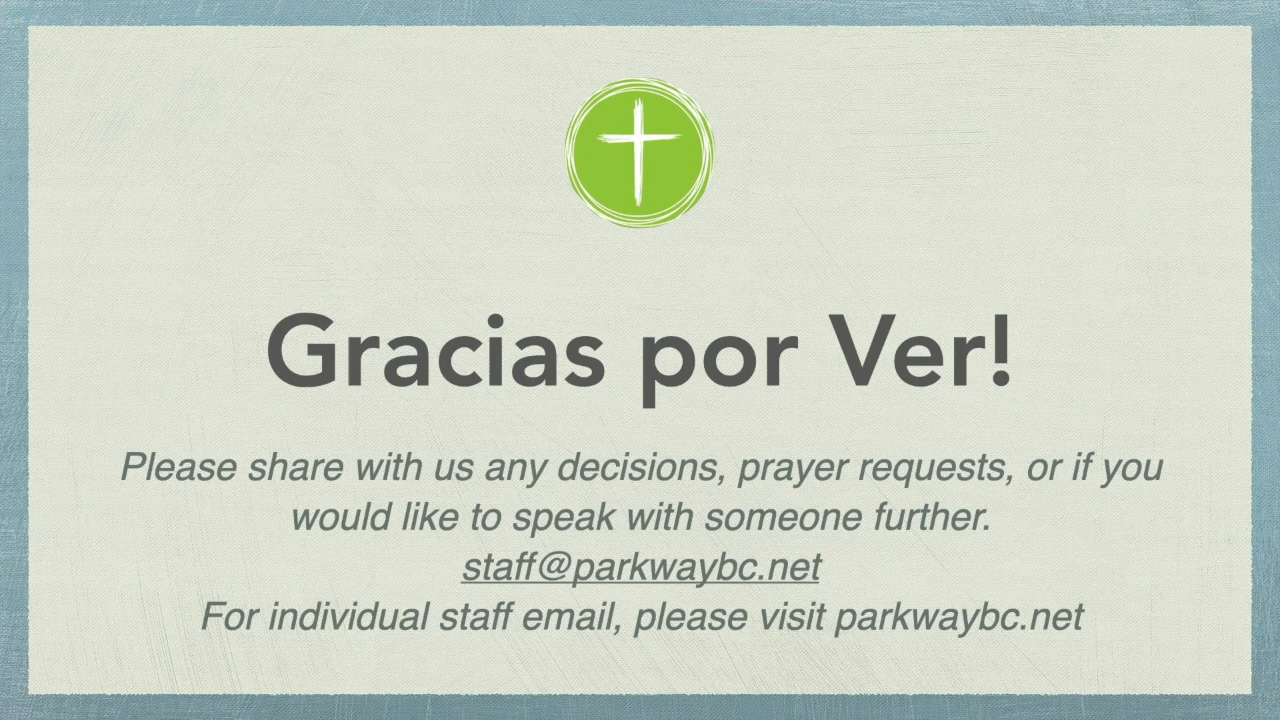 Gracias por Ver!
Please share with us any decisions, prayer requests, or if you
would like to speak with someone further.
staff@parkwaybc.net
For individual staff email, please visit parkwaybc.net